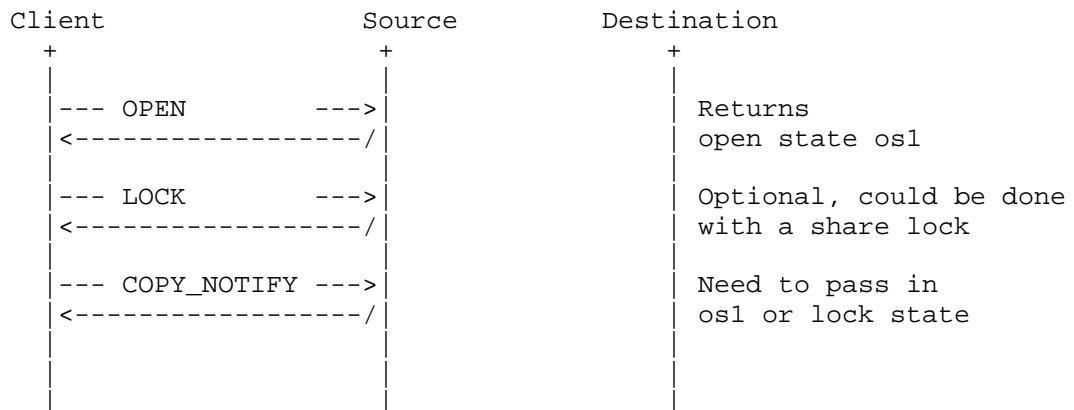 Client                Source         Destination
  +                    +                 +
  |                    |                 |
  |--- OPEN        --->|                 | Returns
  |<------------------/|                 | open state os1
  |                    |                 |
  |--- LOCK        --->|                 | Optional, could be done
  |<------------------/|                 | with a share lock
  |                    |                 |
  |--- COPY_NOTIFY --->|                 | Need to pass in
  |<------------------/|                 | os1 or lock state
  |                    |                 |
  |                    |                 |
  |                    |                 |